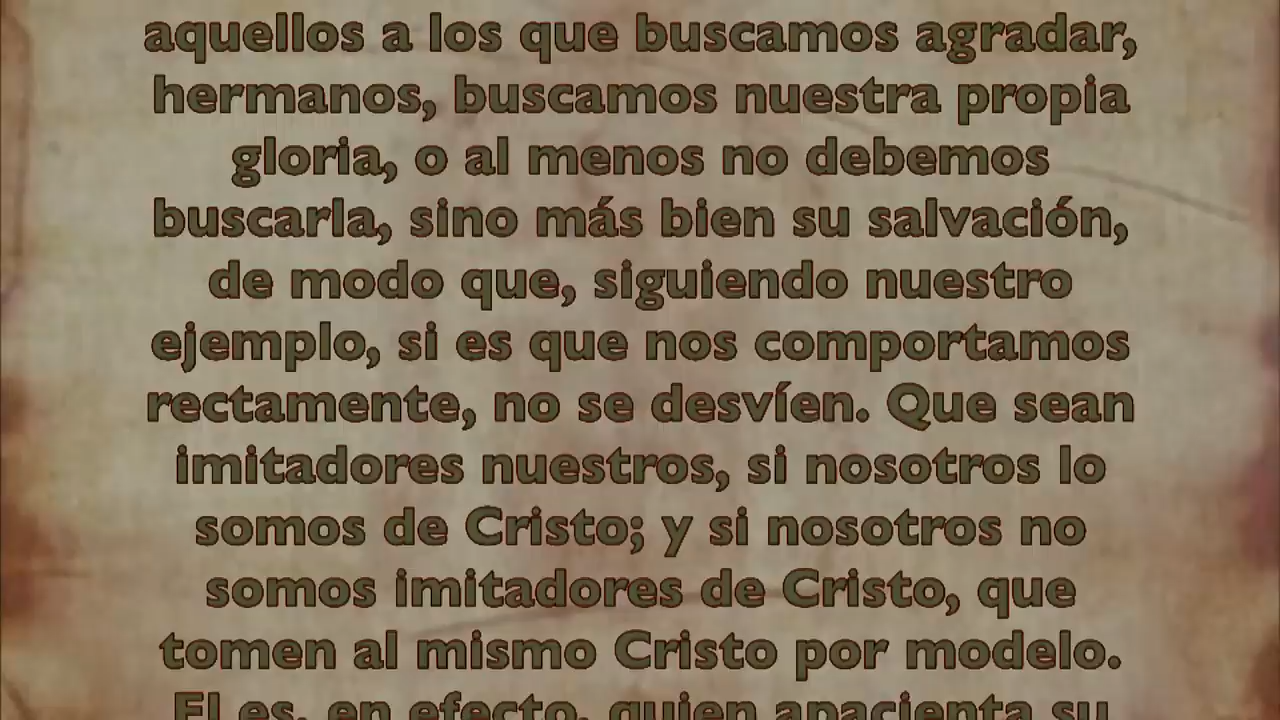 aquellos a los que buscamos agradar,
hermanos, buscamos nuestra propia
gloria, o al menos no debemos
buscarla, sino más bien su salvación,
de modo que, siguiendo nuestro
ejemplo, si es que nos comportamos
rectamente, no se desvíen. Que sean
imitadores nuestros, si nosotros lo
somos de Cristo; y si nosotros no
somos imitadores de Cristo, que
tomen al mismo Cristo por modelo.
El es, en efecto, quien apacienta su